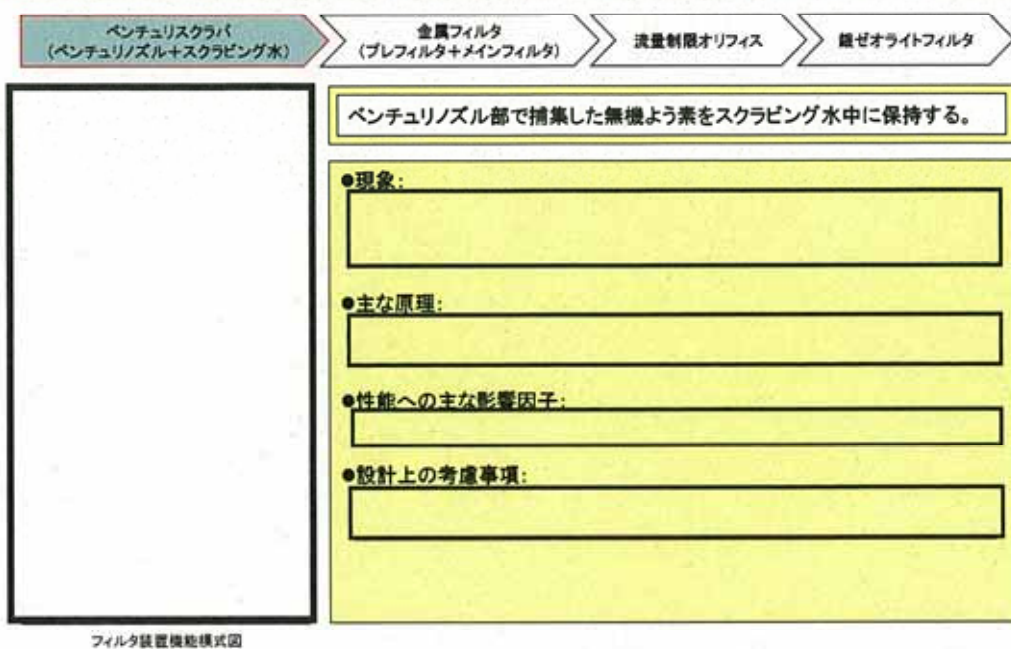 ベンチュリスクラバ
(ベンチュリノズル+スクラビング水)
金属フィルタ
(プレフィルタ+メインフィルタ)
流量制限オリフィス
銀ゼオライトフィルタ
ベンチュリノズル部で捕集した無機よう素をスクラビング水中に保持する。
●現象:
●主な原理:
●性能への主な影響因子:
●設計上の考慮事項:
フィルタ装置機能模式図